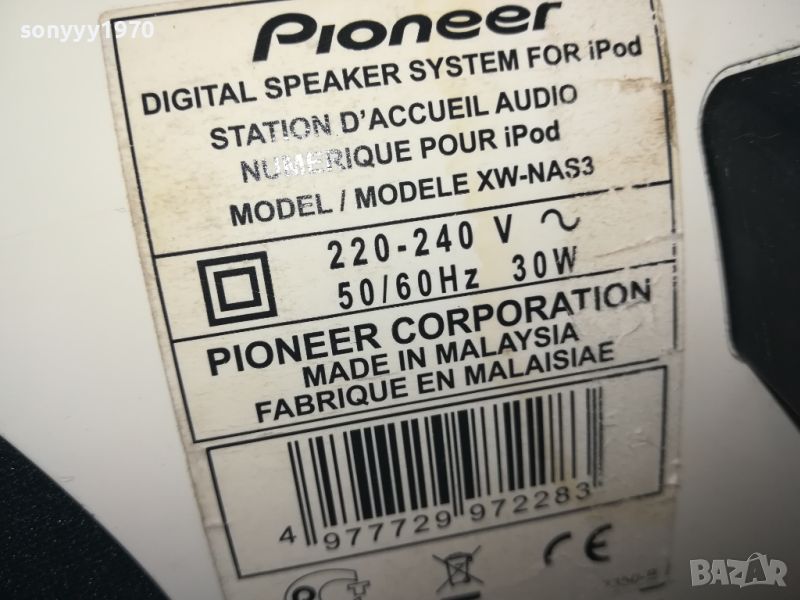 sonyyy1970
Pioneer
DIGITAL SPEAKER SYSTEM FOR iPod
STATION D'ACCUEIL AUDIO
NUMERIQUE POUR iPod
MODEL / MODELE XW-NAS3
220-240 V ~
50/60Hz 30W
PIONEER CORPORATION
MADE IN MALAYSIA
FABRIQUE EN MALAISIAE
4 977729 972283
CE
BAZAR